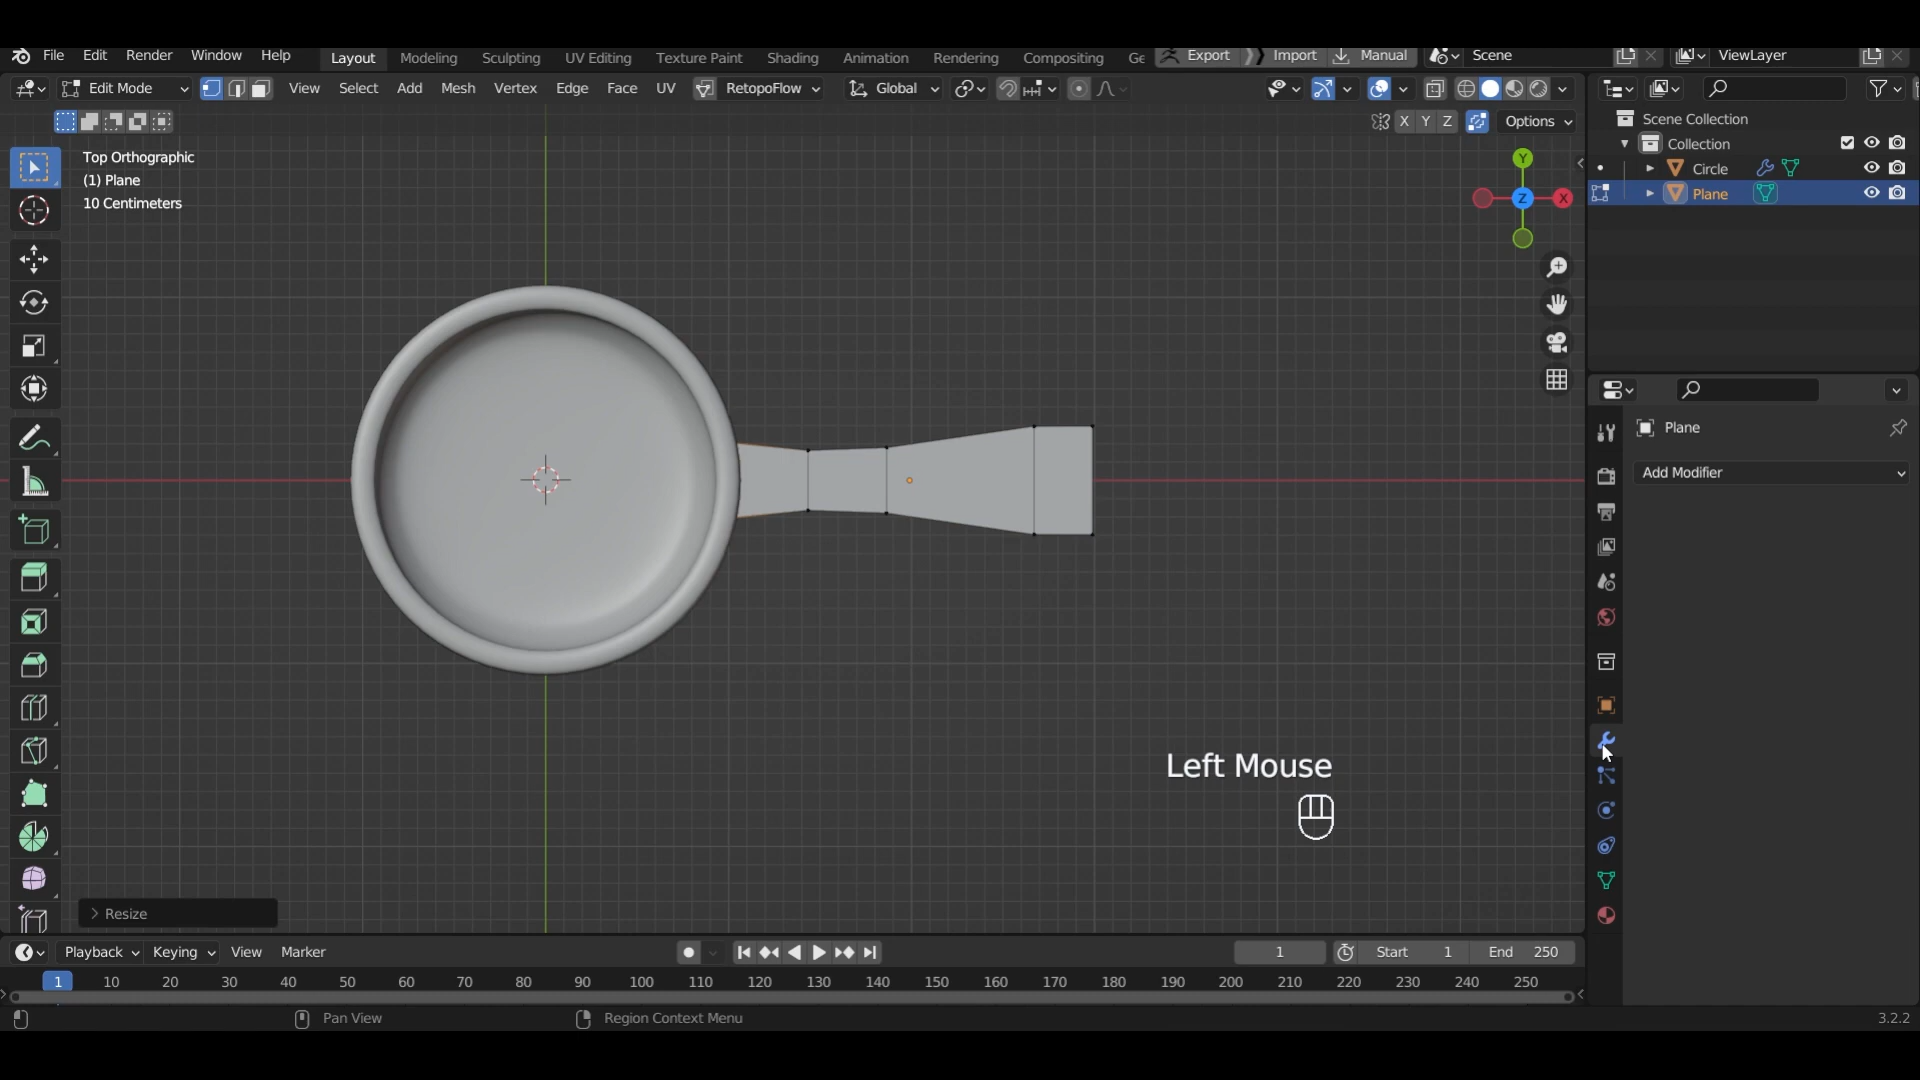 File Edit Render Window Help Layout Modeling Sculpting UV Editing Texture Paint Shading Animation Rendering Compositing Ge Export Import Manual Scene ViewLayer
Edit Mode View Select Add Mesh Vertex Edge Face UV RetopoFlow Global
X Y Z Options
Top Orthographic
(1) Plane
10 Centimeters
Y
X
Z
Scene Collection
Collection
Circle
Plane
Plane
Add Modifier
Left Mouse
Resize
Playback Keying View Marker 1 Start 1 End 250
1 10 20 30 40 50 60 70 80 90 100 110 120 130 140 150 160 170 180 190 200 210 220 230 240 250
Pan View Region Context Menu 3.2.2